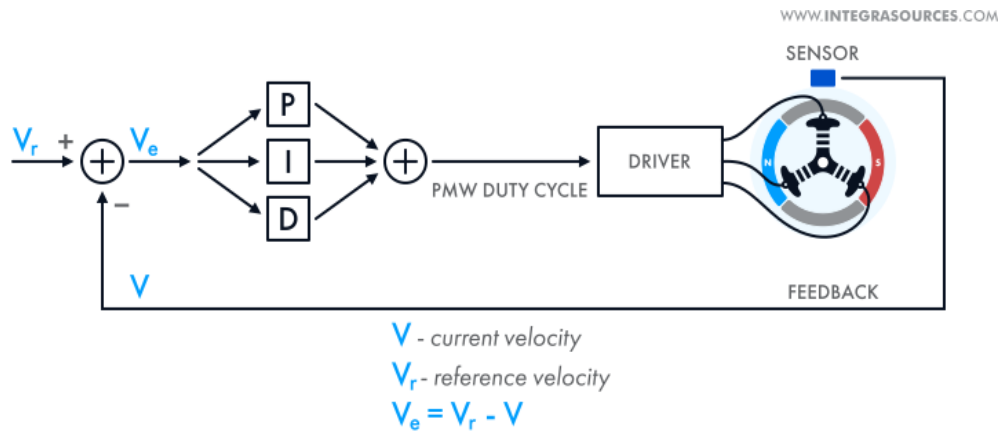 WWW.INTEGRASOURCES.COM
SENSOR
Vr + Ve
P
I
D
DRIVER
N
S
PMW DUTY CYCLE
–
V
FEEDBACK
V - current velocity
Vr - reference velocity
Ve = Vr - V